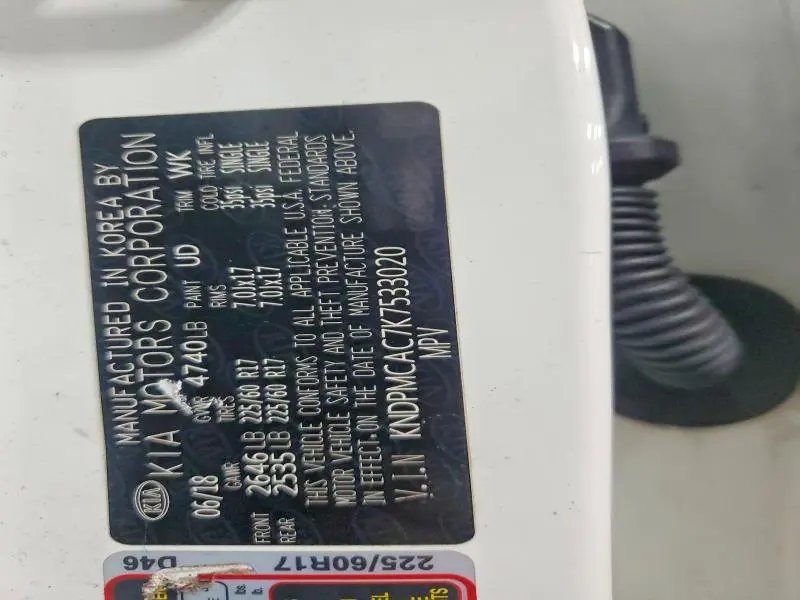 MANUFACTURED IN KOREA BY
KIA KIA MOTORS CORPORATION
06/18 GVWR 4740LB PAINT UD TRIM WK
GAWR TIRES RIMS COLD TIRE INFL
FRONT 2646LB 225/60 R17 7.0Jx17 35psi SINGLE
REAR 2535LB 225/60 R17 7.0Jx17 35psi SINGLE
THIS VEHICLE CONFORMS TO ALL APPLICABLE U.S.A. FEDERAL
MOTOR VEHICLE SAFETY AND THEFT PREVENTION STANDARDS
IN EFFECT ON THE DATE OF MANUFACTURE SHOWN ABOVE.
V.I.N KNDPMCAC7K7533020
MPV
225/60R17 D46